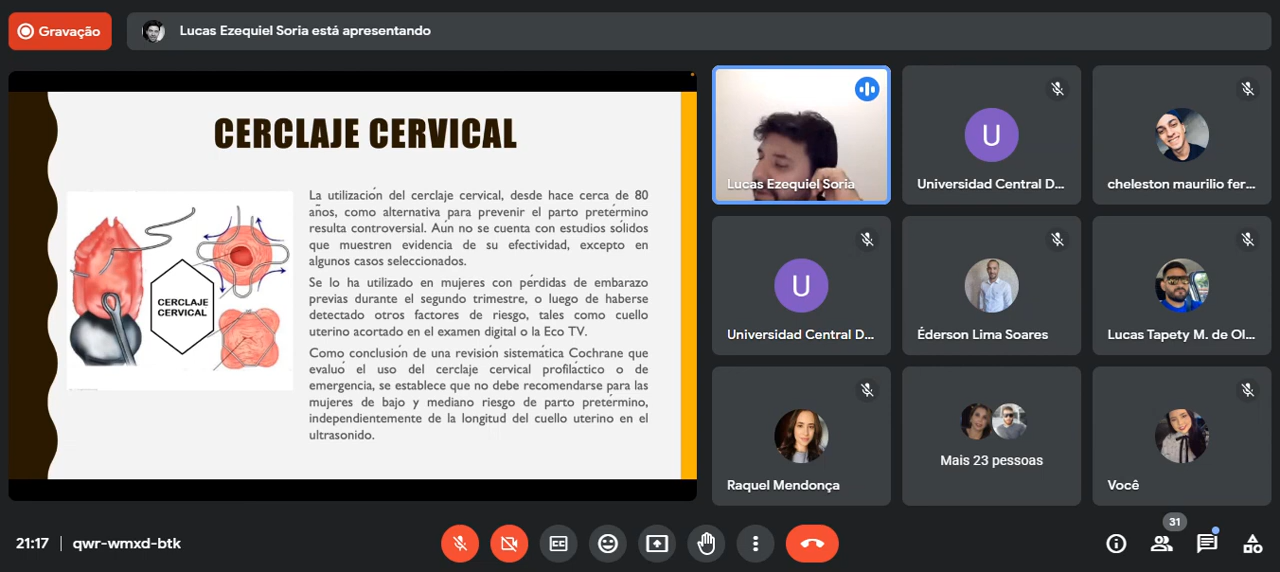 Gravação
Lucas Ezequiel Soria está apresentando
CERCLAJE CERVICAL
CERCLAJE
CERVICAL
La utilización del cerclaje cervical, desde hace cerca de 80
años, como alternativa para prevenir el parto pretérmino
resulta controversial. Aún no se cuenta con estudios sólidos
que muestren evidencia de su efectividad, excepto en
algunos casos seleccionados.
Se lo ha utilizado en mujeres con pérdidas de embarazo
previas durante el segundo trimestre, o luego de haberse
detectado otros factores de riesgo, tales como cuello
uterino acortado en el examen digital o la Eco TV.
Como conclusión de una revisión sistemática Cochrane que
evaluó el uso del cerclaje cervical profiláctico o de
emergencia, se establece que no debe recomendarse para las
mujeres de bajo y mediano riesgo de parto pretérmino,
independientemente de la longitud del cuello uterino en el
ultrasonido.
Lucas Ezequiel Soria
U
Universidad Central D...
cheleston maurilio fer...
U
Universidad Central D...
Éderson Lima Soares
Lucas Tapety M. de Ol...
Raquel Mendonça
Mais 23 pessoas
Você
21:17 | qwr-wmxd-btk
CC
31